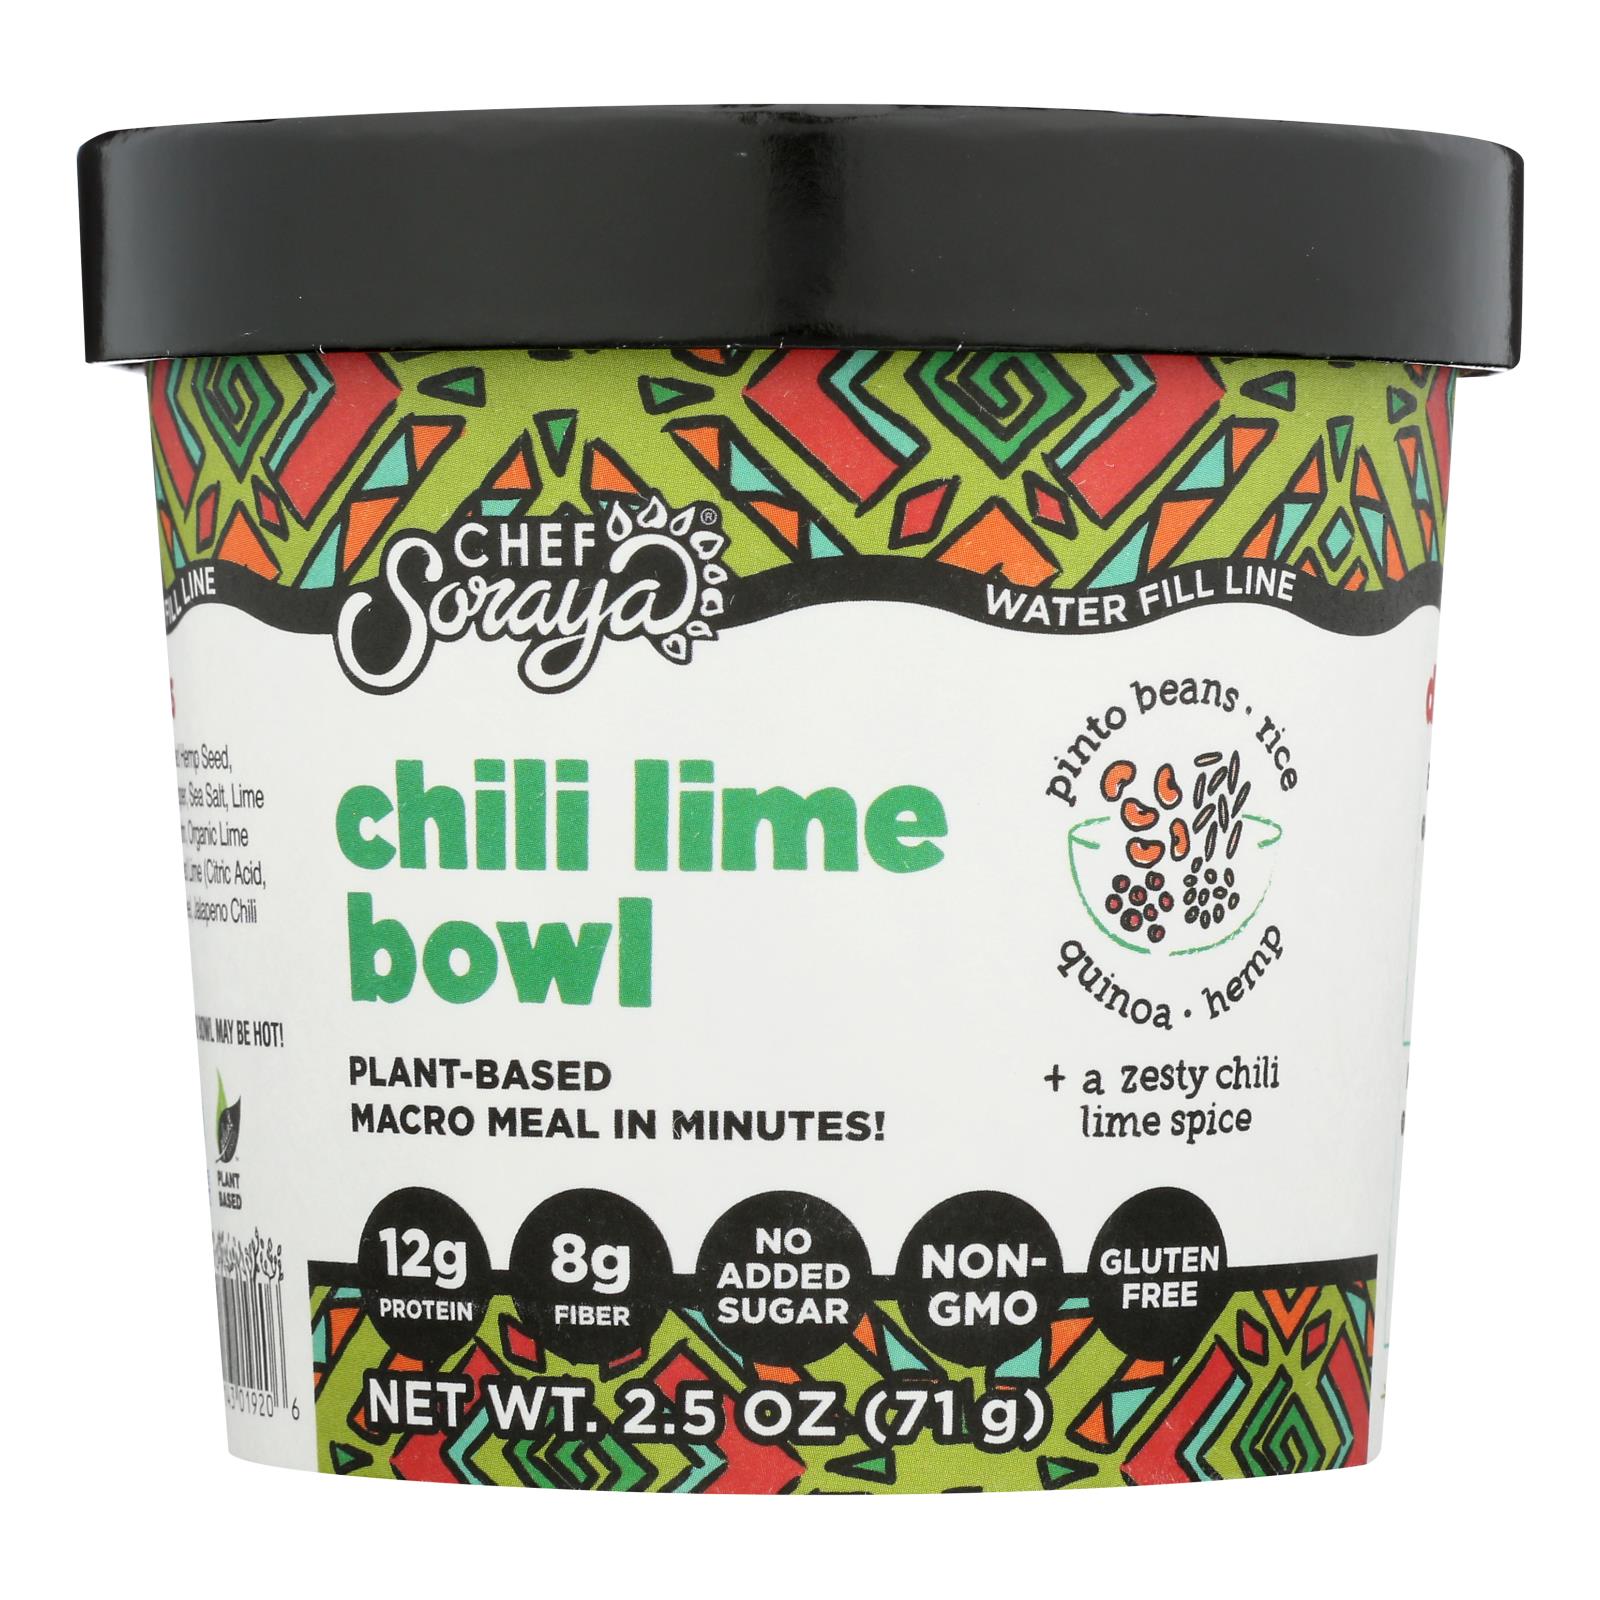 CHEF
Soraya®
LINE
WATER FILL LINE
Hemp Seed,
Sea Salt, Lime
Organic Lime
Lime (Citric Acid,
Jalapeno Chili
BOWL MAY BE HOT!
PLANT
BASED
01920 6
chili lime
bowl
PLANT-BASED
MACRO MEAL IN MINUTES!
pinto beans · rice
quinoa · hemp
+ a zesty chili
lime spice
12g
PROTEIN
8g
FIBER
NO
ADDED
SUGAR
NON-
GMO
GLUTEN
FREE
NET WT. 2.5 OZ (71 g)